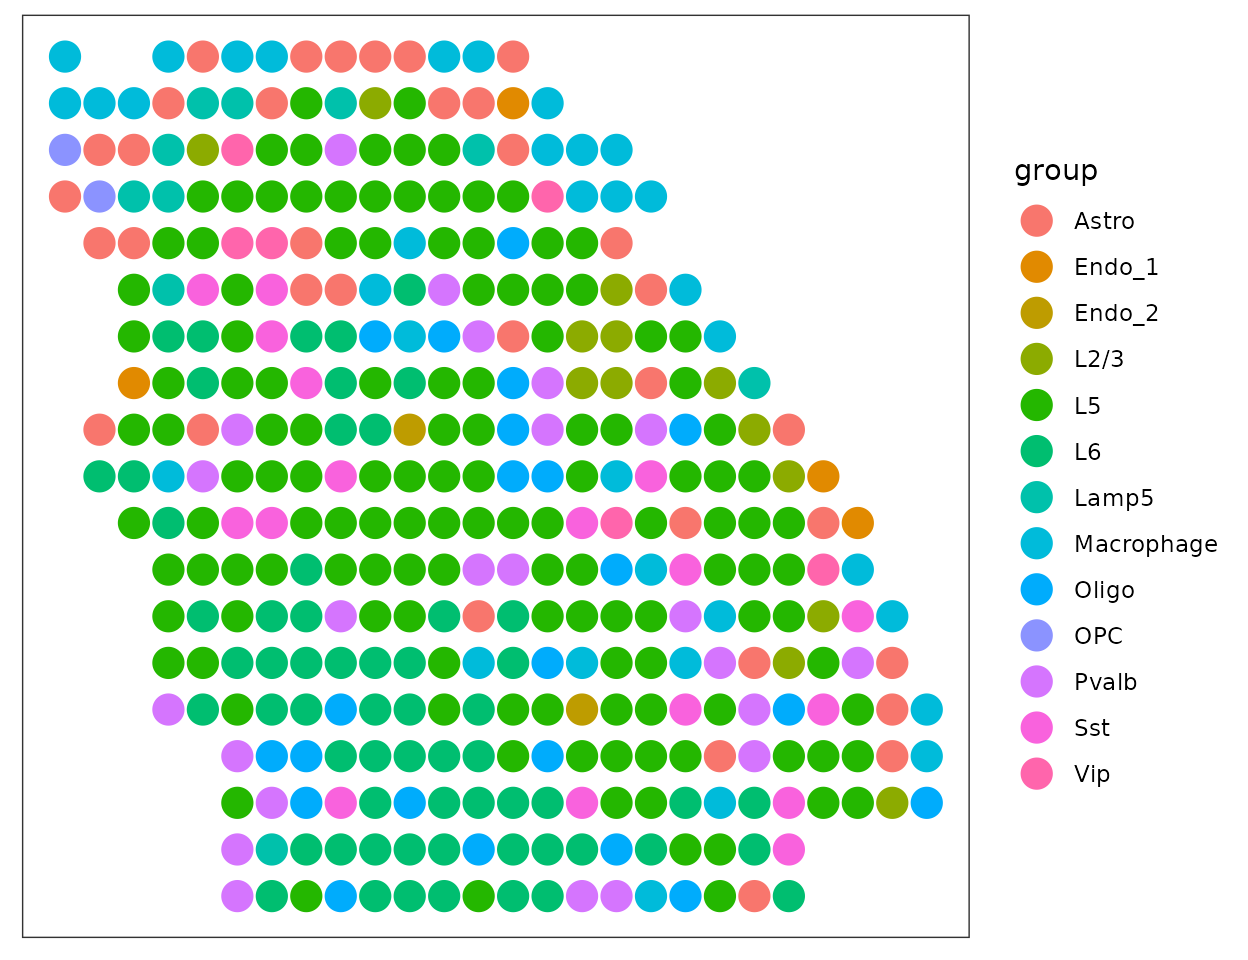 group
Astro
Endo_1
Endo_2
L2/3
L5
L6
Lamp5
Macrophage
Oligo
OPC
Pvalb
Sst
Vip